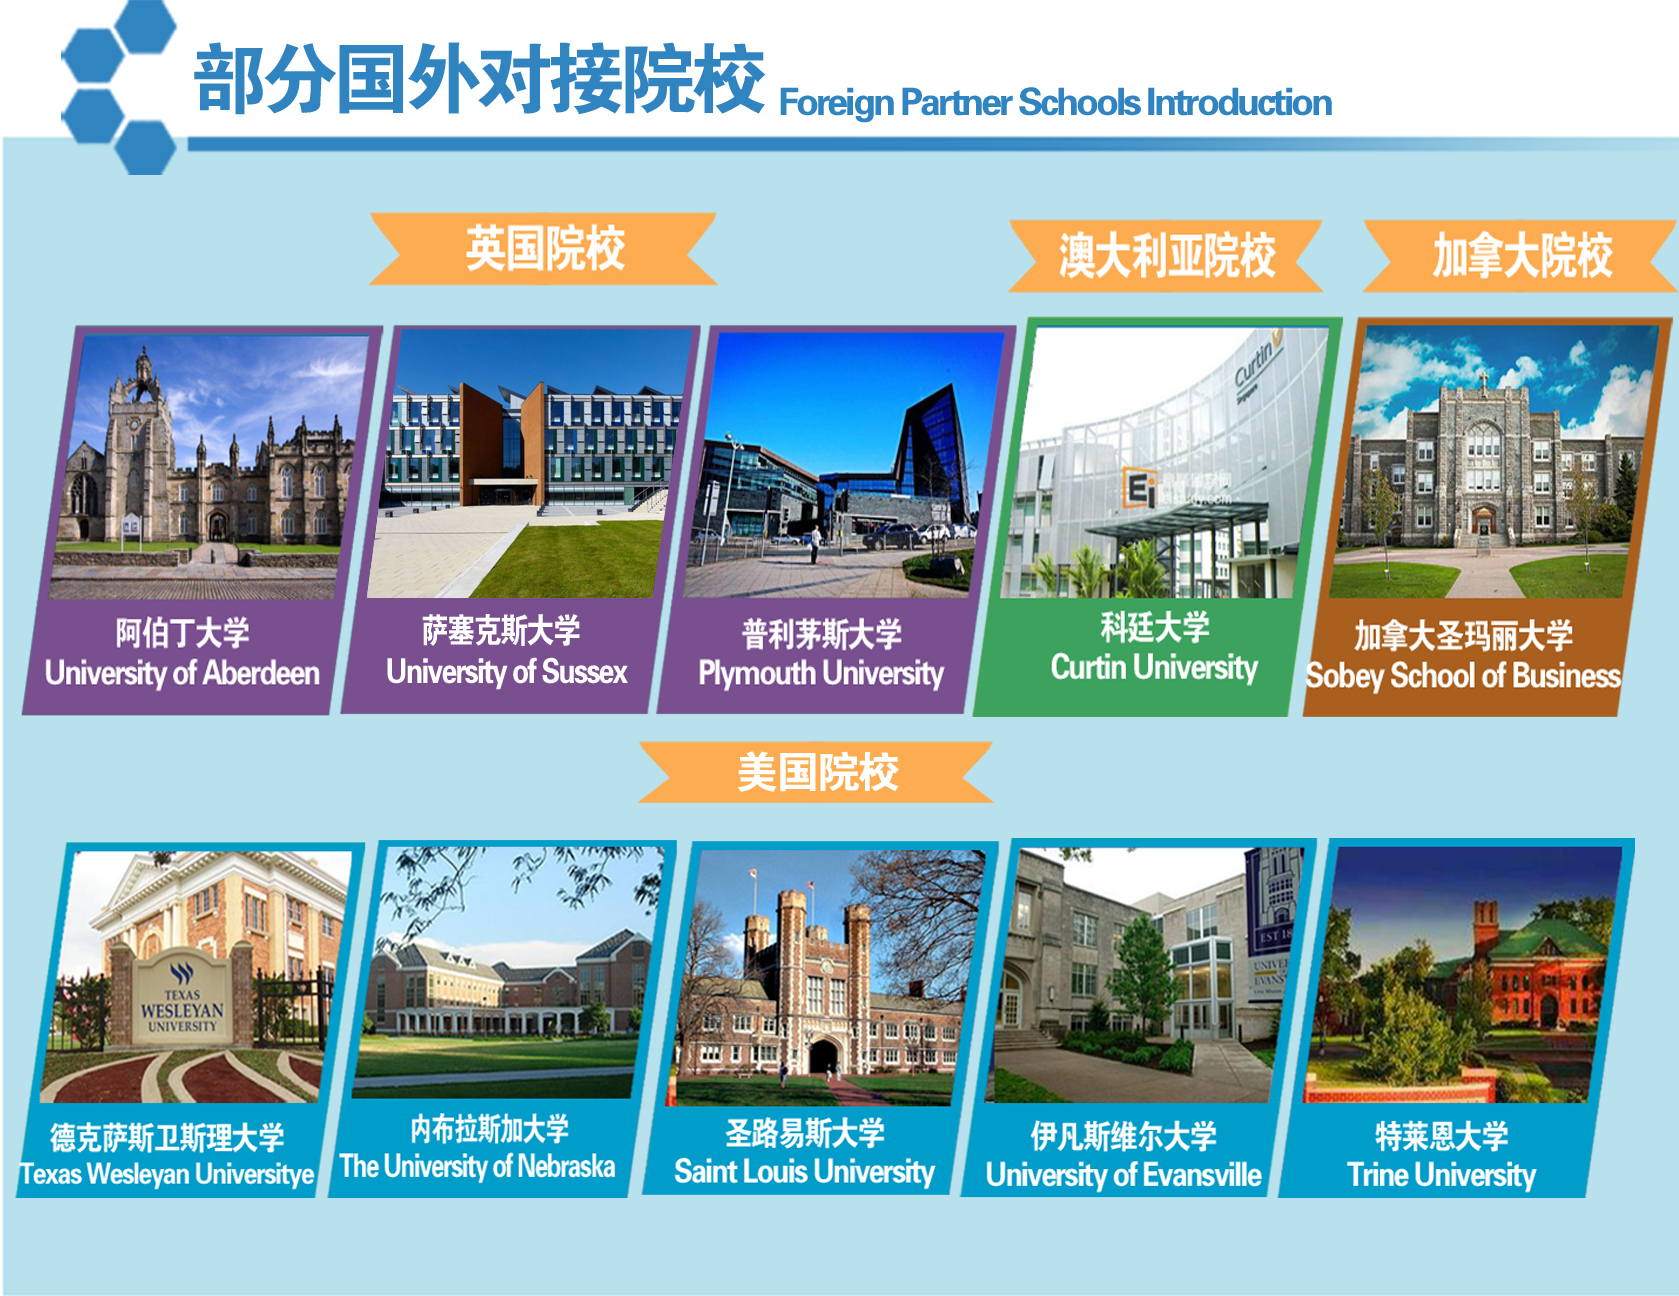 部分国外对接院校 Foreign Partner Schools Introduction
英国院校
澳大利亚院校
加拿大院校
Curtin
Singapore
Ei
阿伯丁大学
University of Aberdeen
萨塞克斯大学
University of Sussex
普利茅斯大学
Plymouth University
科廷大学
Curtin University
加拿大圣玛丽大学
Sobey School of Business
美国院校
TEXAS
WESLEYAN
UNIVERSITY
EST 18
UNIVE
EVANS
德克萨斯卫斯理大学
Texas Wesleyan Universitye
内布拉斯加大学
The University of Nebraska
圣路易斯大学
Saint Louis University
伊凡斯维尔大学
University of Evansville
特莱恩大学
Trine University